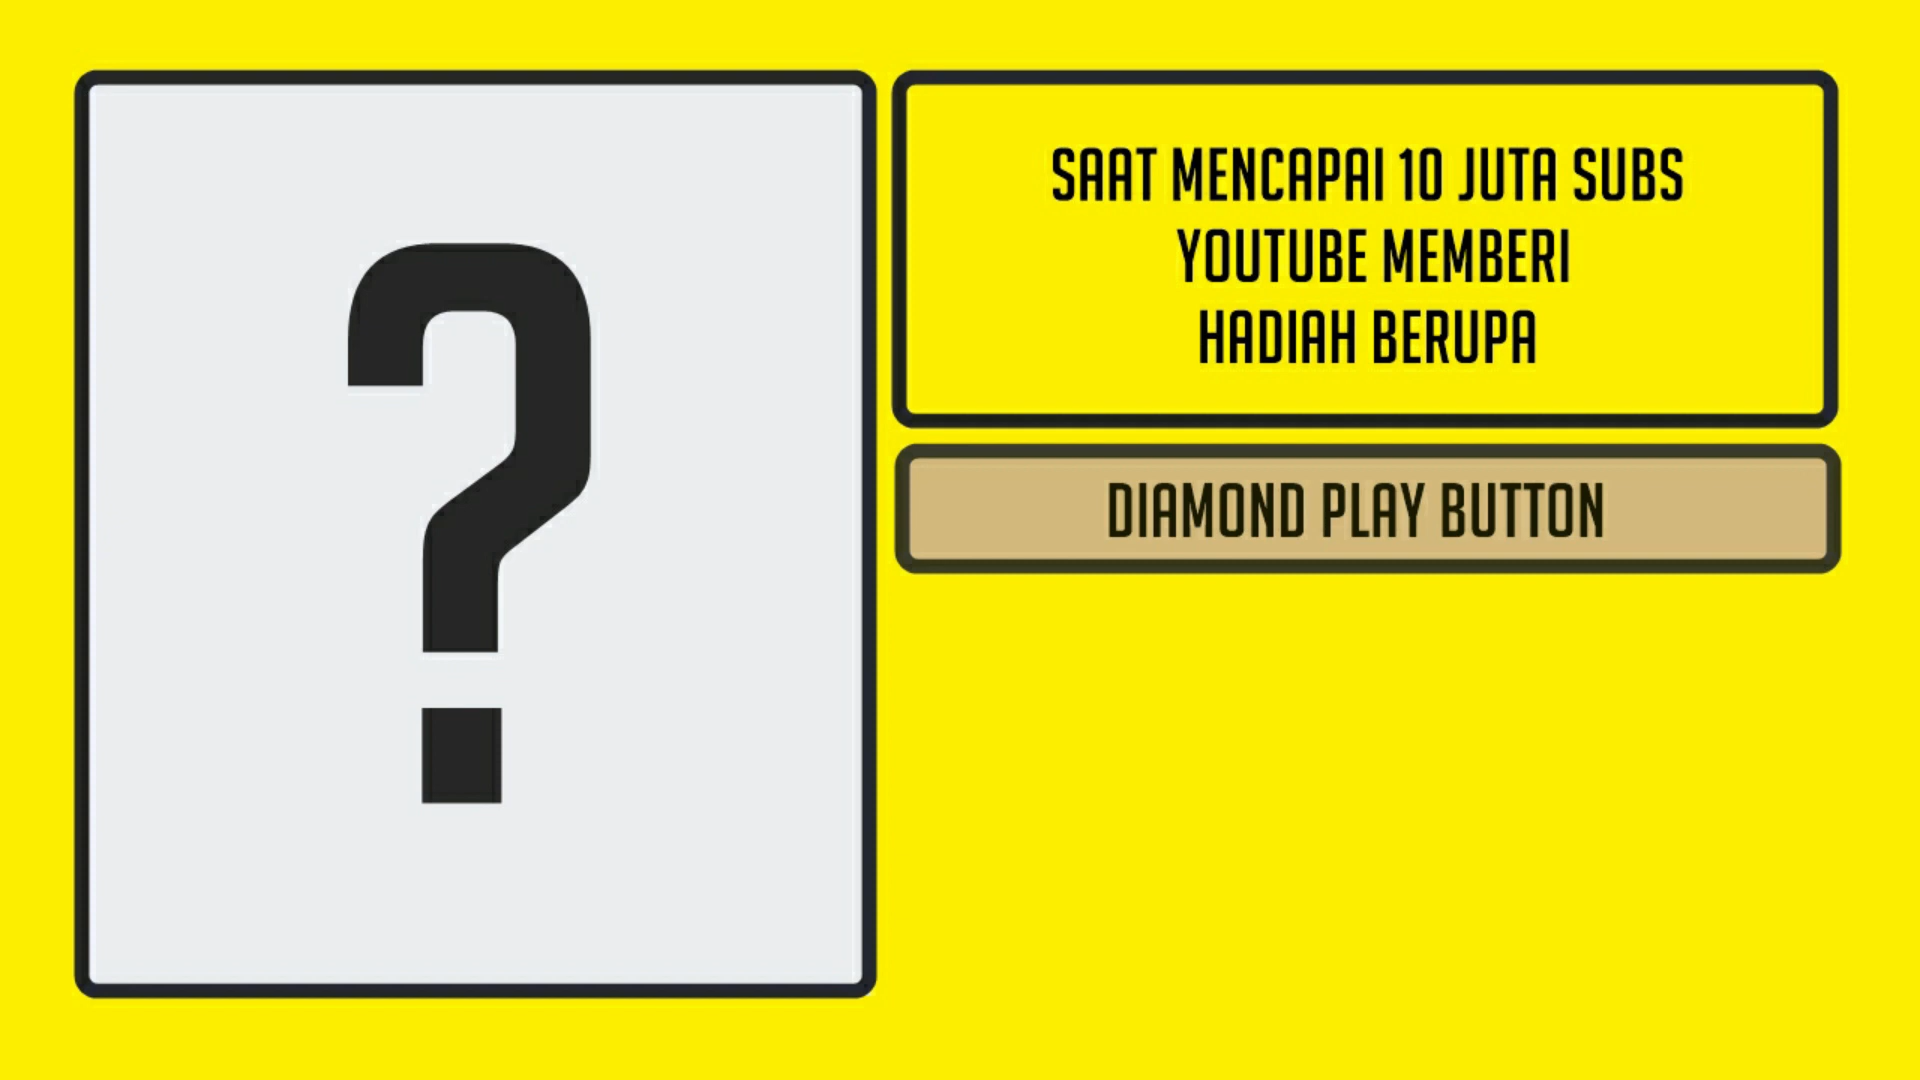 ?
SAAT MENCAPAI 10 JUTA SUBS
YOUTUBE MEMBERI
HADIAH BERUPA
DIAMOND PLAY BUTTON